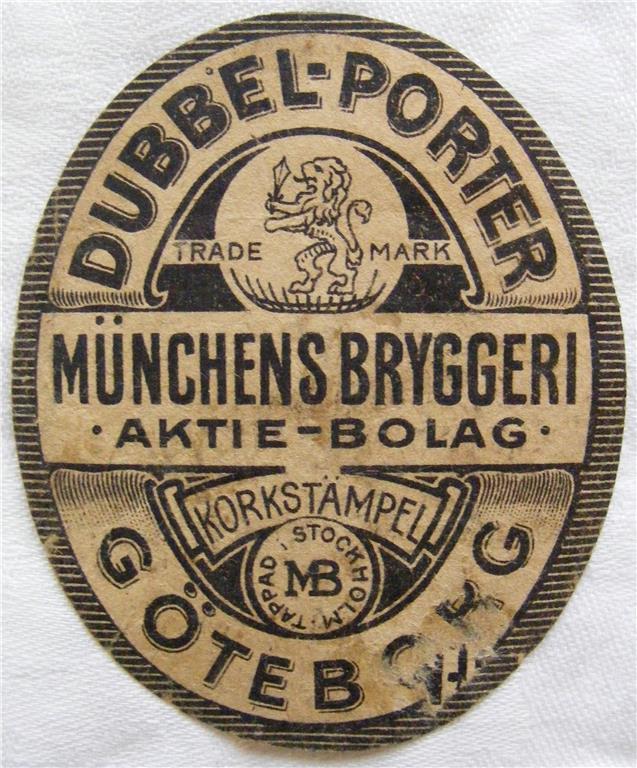 DUBBEL-PORTER
TRADE MARK
MÜNCHENS BRYGGERI
·AKTIE-BOLAG·
KORKSTÄMPEL
TAPPAD I STOCKHOLM·
MB
GÖTEBORG